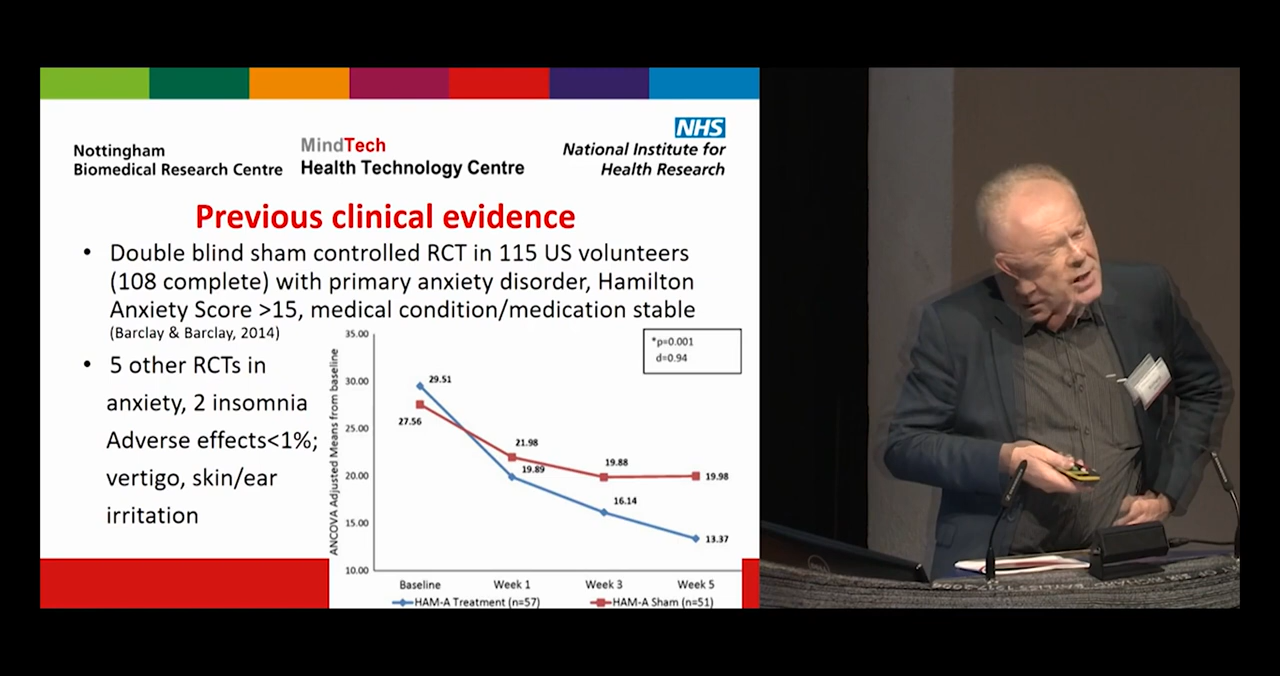 Nottingham
Biomedical Research Centre
MindTech
Health Technology Centre
NHS
National Institute for
Health Research
Previous clinical evidence
• Double blind sham controlled RCT in 115 US volunteers
(108 complete) with primary anxiety disorder, Hamilton
Anxiety Score >15, medical condition/medication stable
(Barclay & Barclay, 2014)
• 5 other RCTs in
anxiety, 2 insomnia
Adverse effects<1%;
vertigo, skin/ear
irritation
ANCOVA Adjusted Means from baseline
35.00
30.00
25.00
20.00
15.00
10.00
*p=0.001
d=0.94
29.51
27.56
21.98
19.89
19.88
16.14
19.98
13.37
Baseline Week 1 Week 3 Week 5
HAM-A Treatment (n=57) HAM-A Sham (n=51)